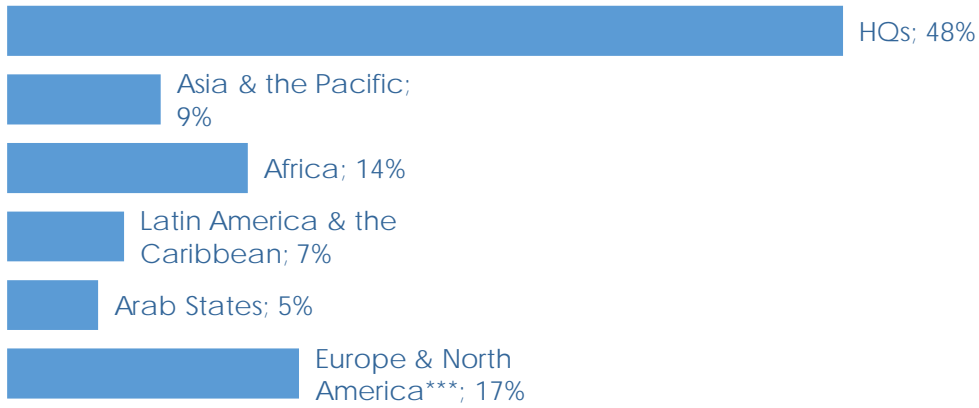 HQs; 48%
Asia & the Pacific;
9%
Africa; 14%
Latin America & the
Caribbean; 7%
Arab States; 5%
Europe & North
America***; 17%